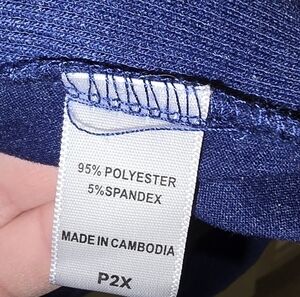 95% POLYESTER
5%SPANDEX
MADE IN CAMBODIA
P2X